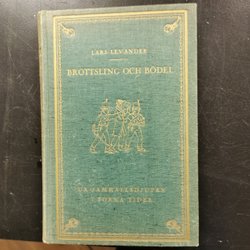 LARS LEVANDER
BROTTSLING OCH BÖDEL
UR SAMHÄLLSDJUPEN
I FORNA TIDER